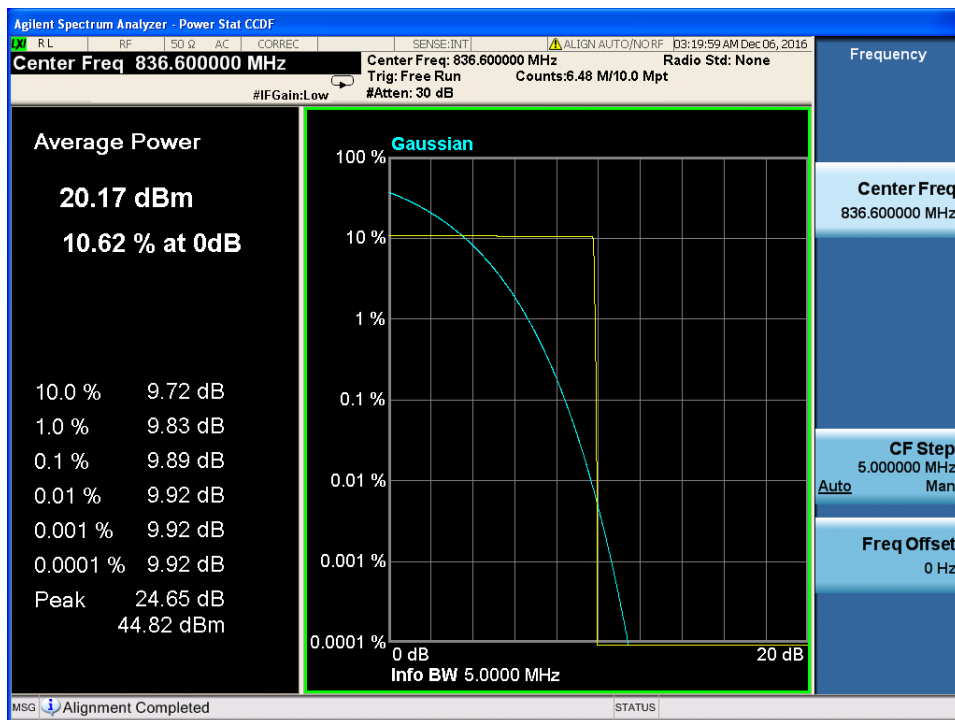 Agilent Spectrum Analyzer - Power Stat CCDF
LXI RL RF 50 Ω AC CORREC SENSE:INT ALIGN AUTO/NO RF 03:19:59 AM Dec 06, 2016
Center Freq 836.600000 MHz
#IFGain:Low
Center Freq: 836.600000 MHz Radio Std: None
Trig: Free Run Counts:6.48 M/10.0 Mpt
#Atten: 30 dB
Average Power
20.17 dBm
10.62 % at 0dB
10.0 % 9.72 dB
1.0 % 9.83 dB
0.1 % 9.89 dB
0.01 % 9.92 dB
0.001 % 9.92 dB
0.0001 % 9.92 dB
Peak 24.65 dB
44.82 dBm
Gaussian
100 %
10 %
1 %
0.1 %
0.01 %
0.001 %
0.0001 %
0 dB 20 dB
Info BW 5.0000 MHz
Frequency
Center Freq
836.600000 MHz
CF Step
5.000000 MHz
Auto Man
Freq Offset
0 Hz
MSG Alignment Completed STATUS